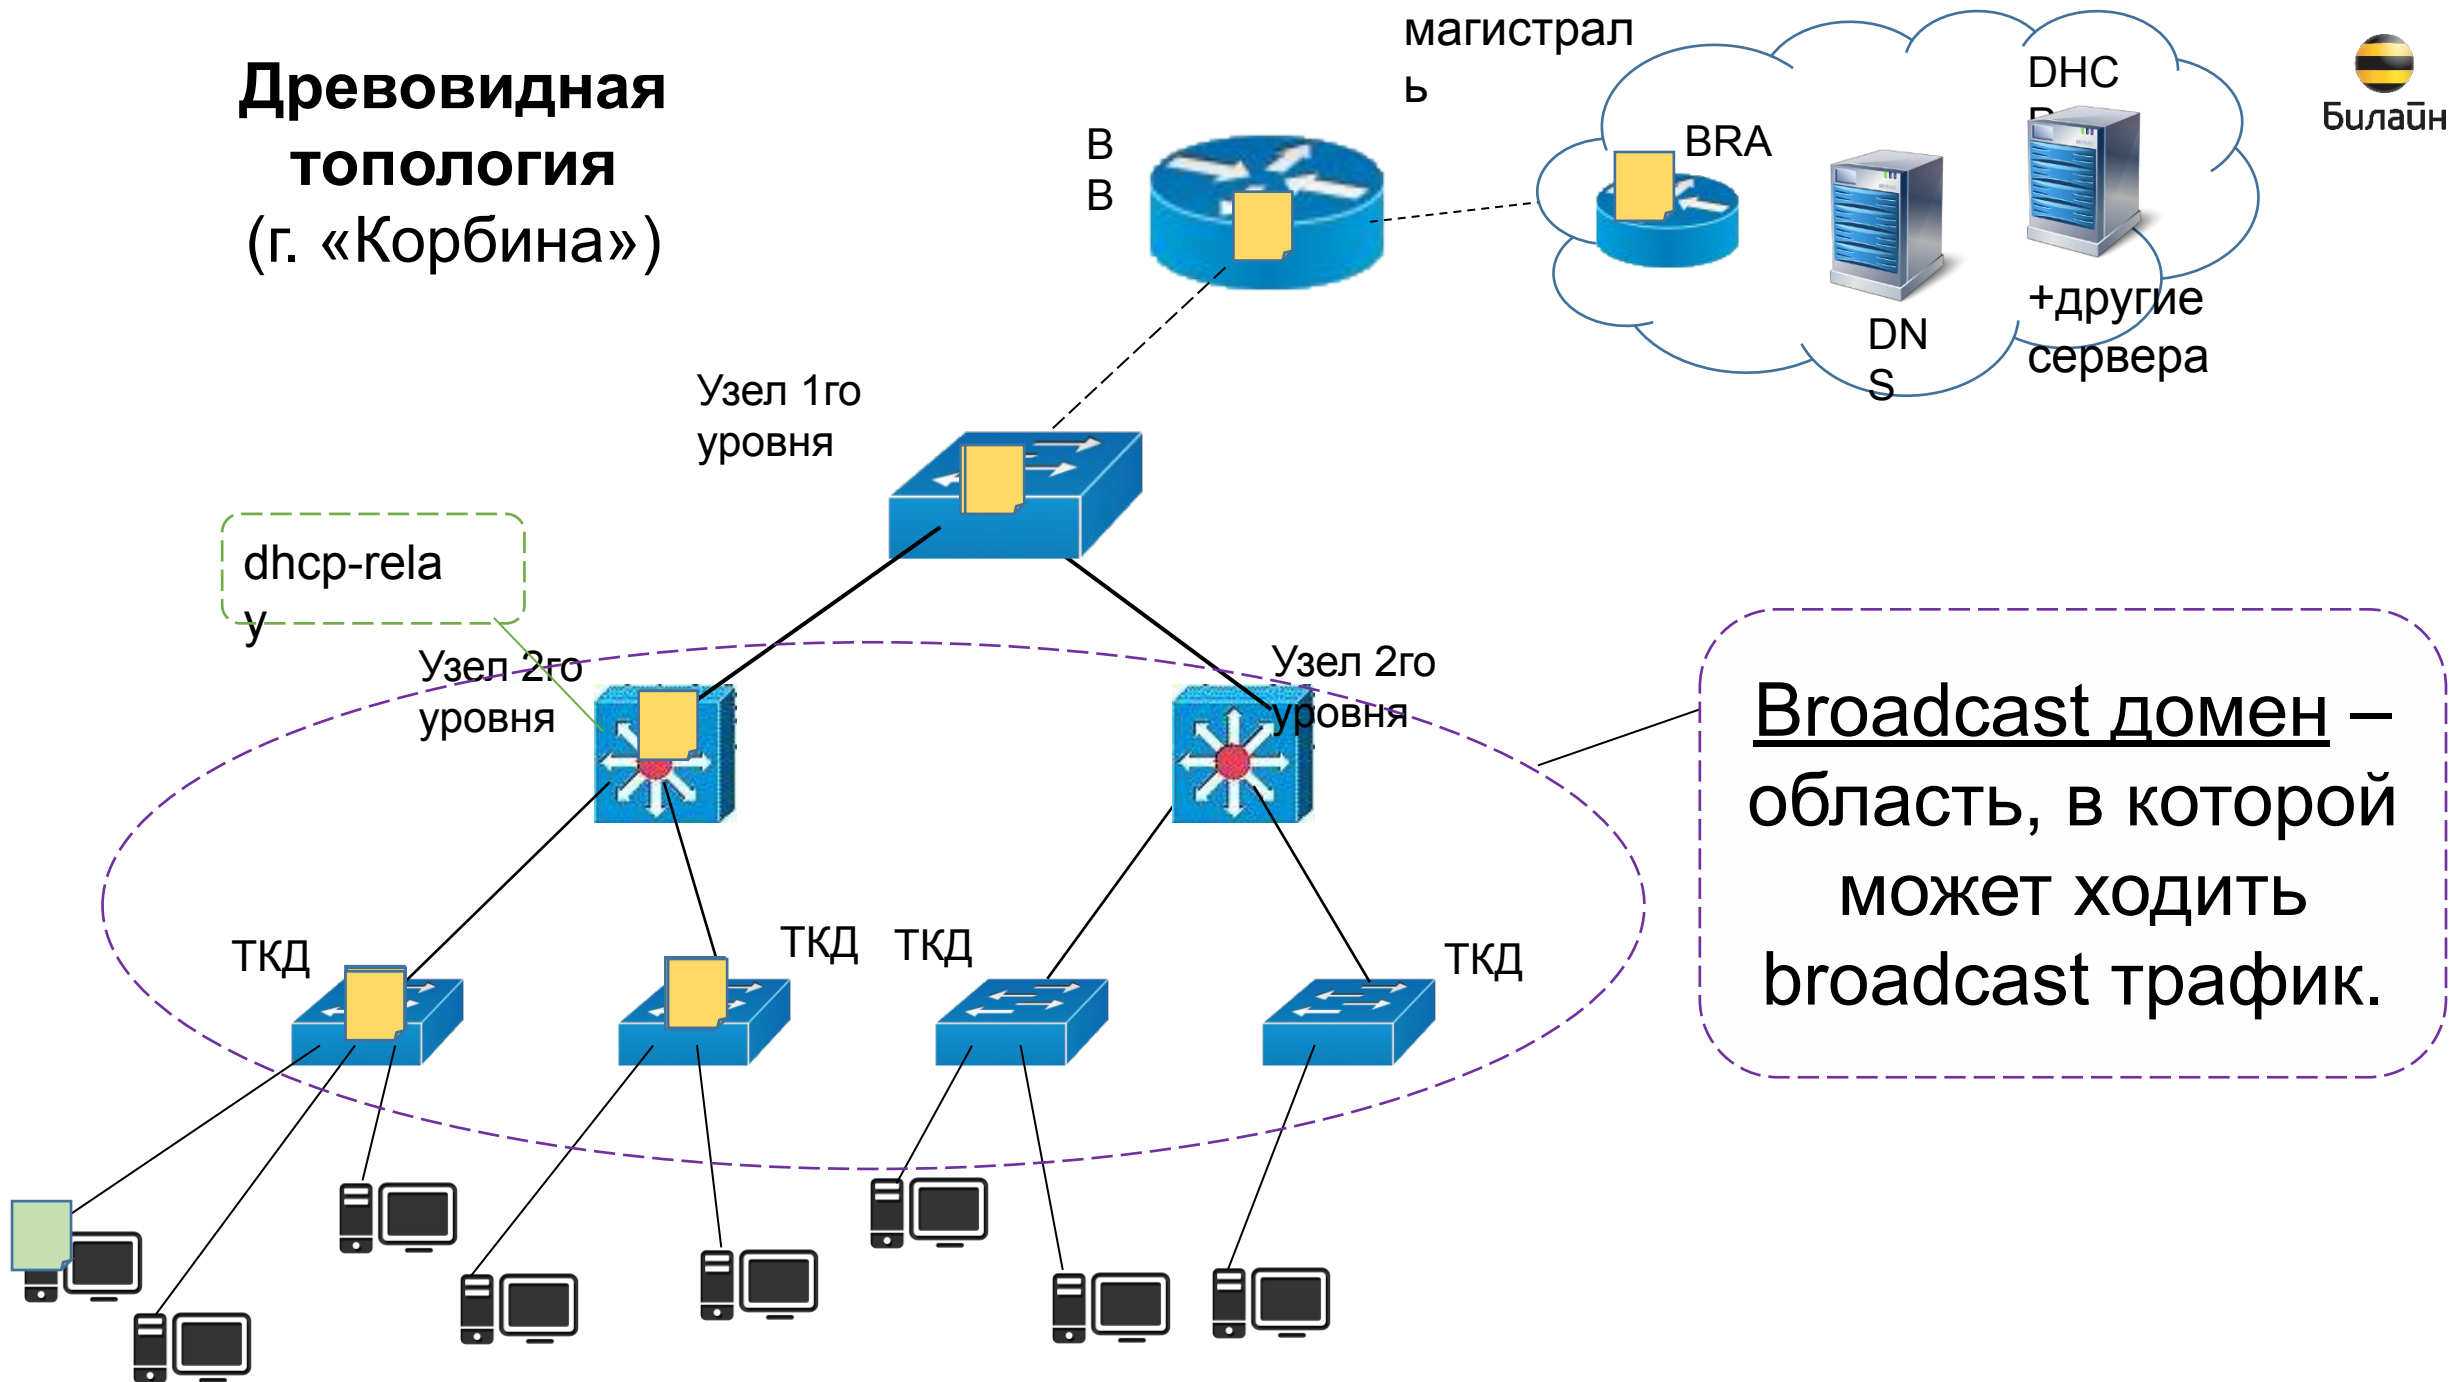 Древовидная
топология
(г. «Корбина»)
магистрал
ь
DHC
Билайн
B
B
BRA
+другие
сервера
DN
S
Узел 1го
уровня
dhcp-rela
y
Узел 2го
уровня
Узел 2го
уровня
Broadcast домен –
область, в которой
может ходить
broadcast трафик.
ТКД
ТКД
ТКД
ТКД